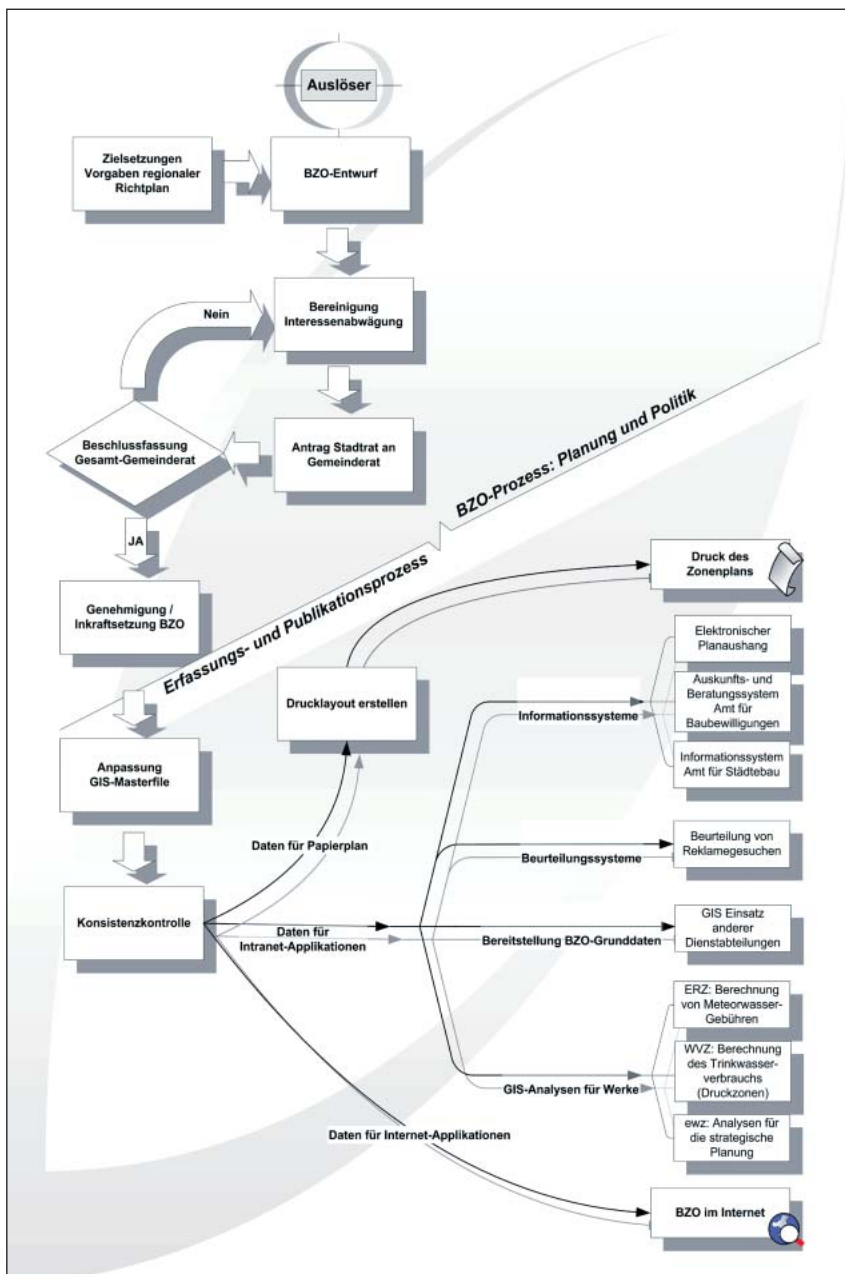 Auslöser
Zielsetzungen
Vorgaben regionaler
Richtplan
BZO-Entwurf
Bereinigung
Interessenabwägung
Nein
Beschlussfassung
Gesamt-Gemeinderat
Antrag Stadtrat an
Gemeinderat
JA
Genehmigung /
Inkraftsetzung BZO
BZO-Prozess: Planung und Politik
Erfassungs- und Publikationsprozess
Anpassung
GIS-Masterfile
Konsistenzkontrolle
Drucklayout erstellen
Daten für Papierplan
Daten für
Intranet-Applikationen
Daten für Internet-Applikationen
Druck des
Zonenplans
Informationssysteme
Elektronischer
Planaushang
Auskunfts- und
Beratungssystem
Amt für
Baubewilligungen
Informationssystem
Amt für Städtebau
Beurteilungssysteme
Beurteilung von
Reklamegesuchen
Bereitstellung BZO-Grunddaten
GIS Einsatz
anderer
Dienstabteilungen
GIS-Analysen für Werke
ERZ: Berechnung
von Meteorwasser-
Gebühren
WVZ: Berechnung
des Trinkwasser-
verbrauchs
(Druckzonen)
ewz: Analysen für
die strategische
Planung
BZO im Internet